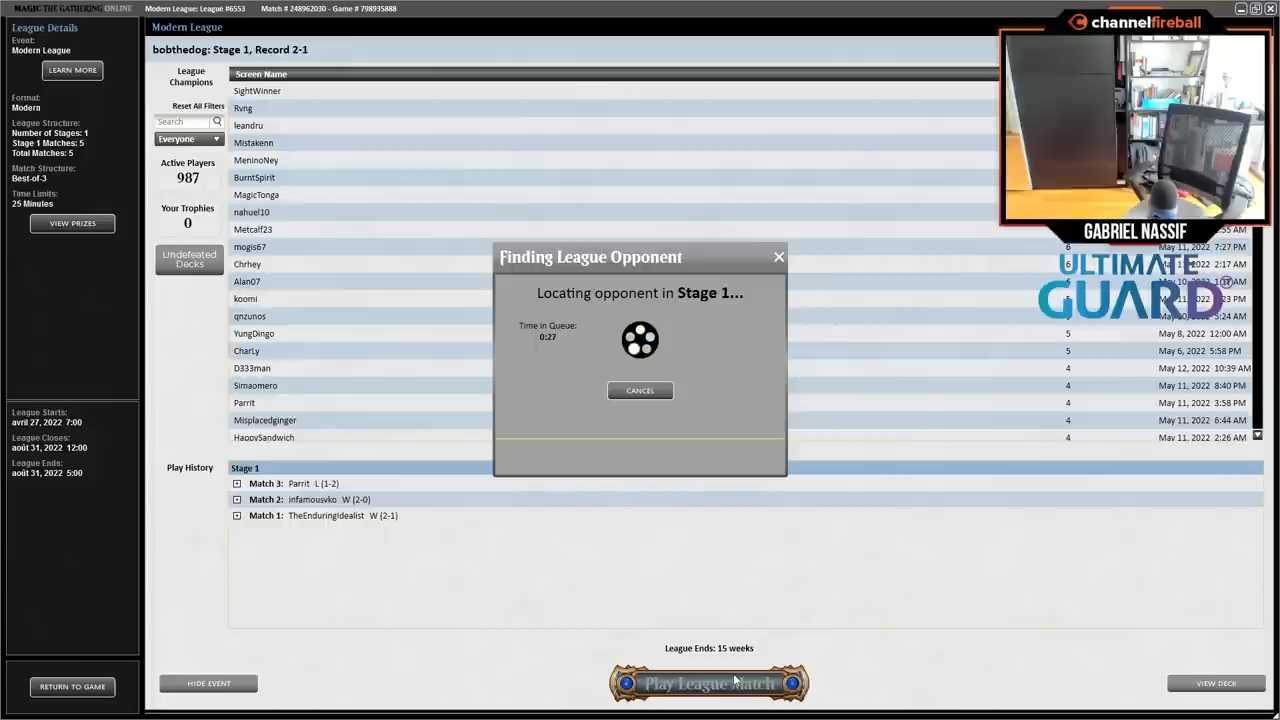 MAGIC THE GATHERING ONLINE
Modern League: League #6553
Match # 248962030 - Game # 798935888
League Details
Event:
Modern League
LEARN MORE
Format:
Modern
League Structure:
Number of Stages: 1
Stage 1 Matches: 5
Total Matches: 5
Match Structure:
Best-of-3
Time Limits:
25 Minutes
VIEW PRIZES
League Starts:
avril 27, 2022 7:00
League Closes:
août 31, 2022 12:00
League Ends:
août 31, 2022 5:00
RETURN TO GAME
Modern League
bobthedog: Stage 1, Record 2-1
League
Champions
Reset All Filters
Search
Everyone
Active Players
987
Your Trophies
0
Undefeated
Decks
Screen Name
SightWinner
Rvng
leandru
Mistakenn
MeninoNey
BurntSpirit
MagicTonga
nahuel10
Metcalf23
mogis67 6 May 11, 2022 7:27 PM
Chrhey 6 2:17 AM
Alan07
koomi
qnzunos 5:24 AM
YungDingo 5 May 8, 2022 12:00 AM
CharLy 5 May 6, 2022 5:58 PM
D333man 4 May 12, 2022 10:39 AM
Simaomero 4 May 11, 2022 8:40 PM
Parrit 4 May 11, 2022 3:58 PM
Misplacedginger 4 May 11, 2022 6:44 AM
HappySandwich 4 May 11, 2022 2:26 AM
channelfireball
GABRIEL NASSIF
ULTIMATE
GUARD
Finding League Opponent
Locating opponent in Stage 1...
Time in Queue:
0:27
CANCEL
Play History
Stage 1
Match 3: Parrit L (1-2)
Match 2: infamousvko W (2-0)
Match 1: TheEnduringIdealist W (2-1)
League Ends: 15 weeks
HIDE EVENT
Play League Match
VIEW DECK